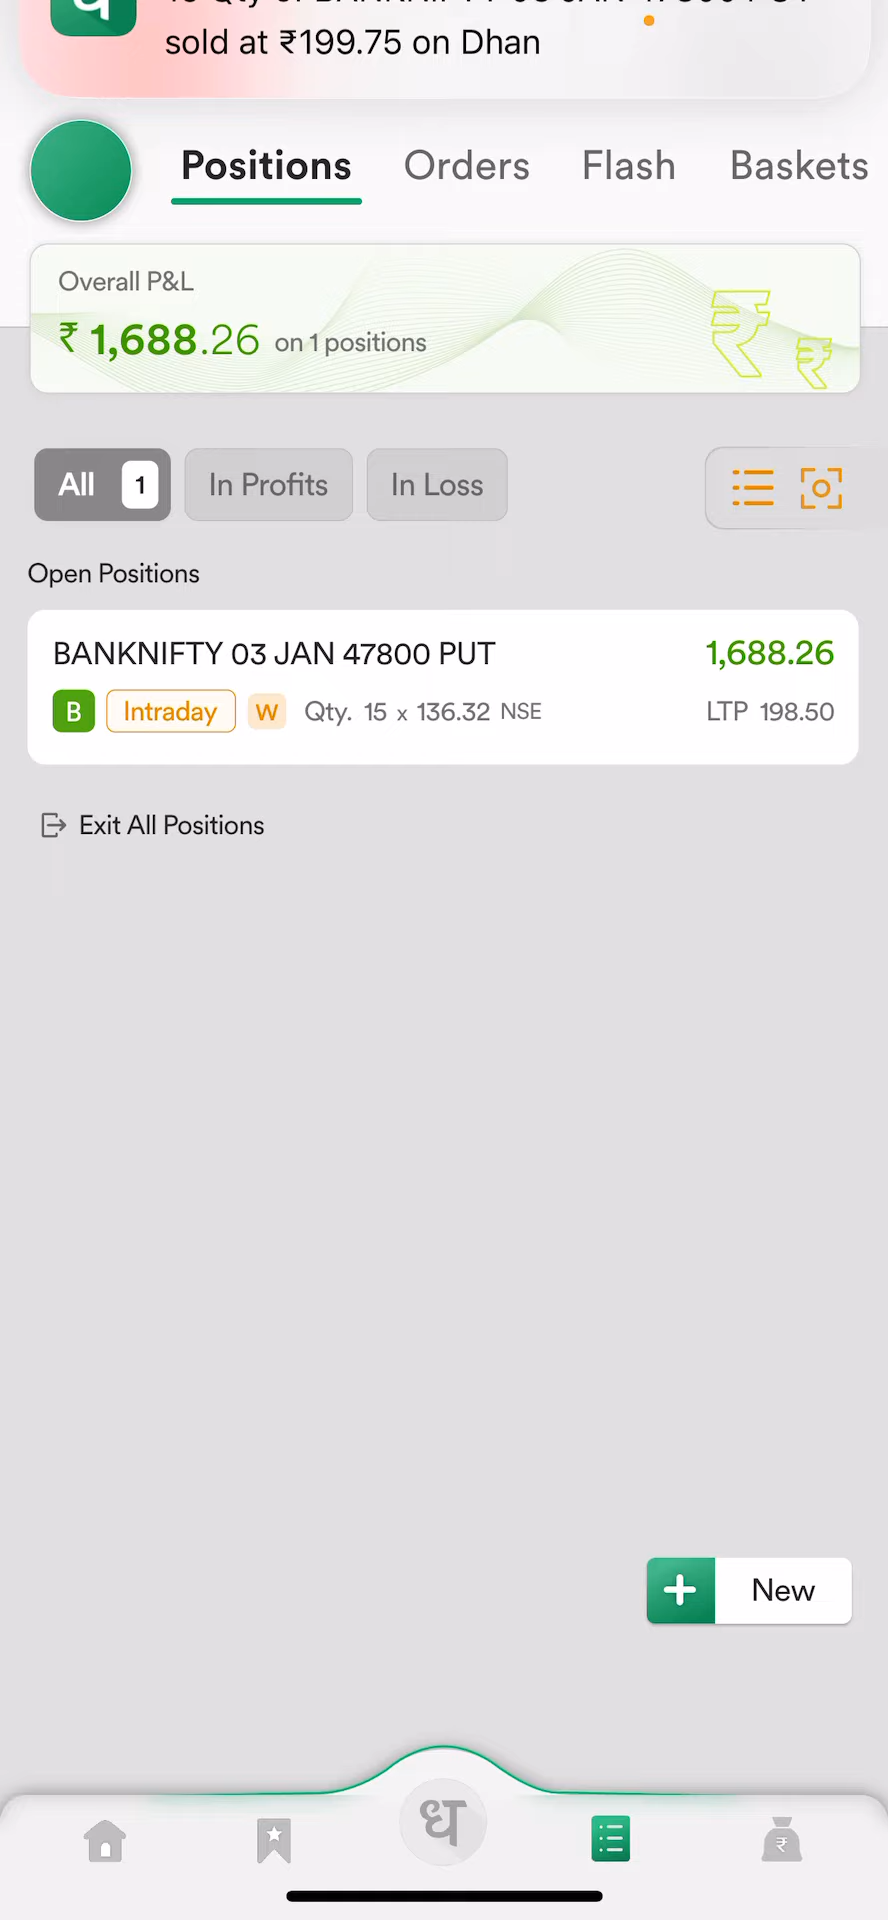 sold at ₹199.75 on Dhan
Positions Orders Flash Baskets
Overall P&L
₹ 1,688.26 on 1 positions
All 1 In Profits In Loss
Open Positions
BANKNIFTY 03 JAN 47800 PUT 1,688.26
B Intraday W Qty. 15 x 136.32 NSE LTP 198.50
Exit All Positions
+ New
ध